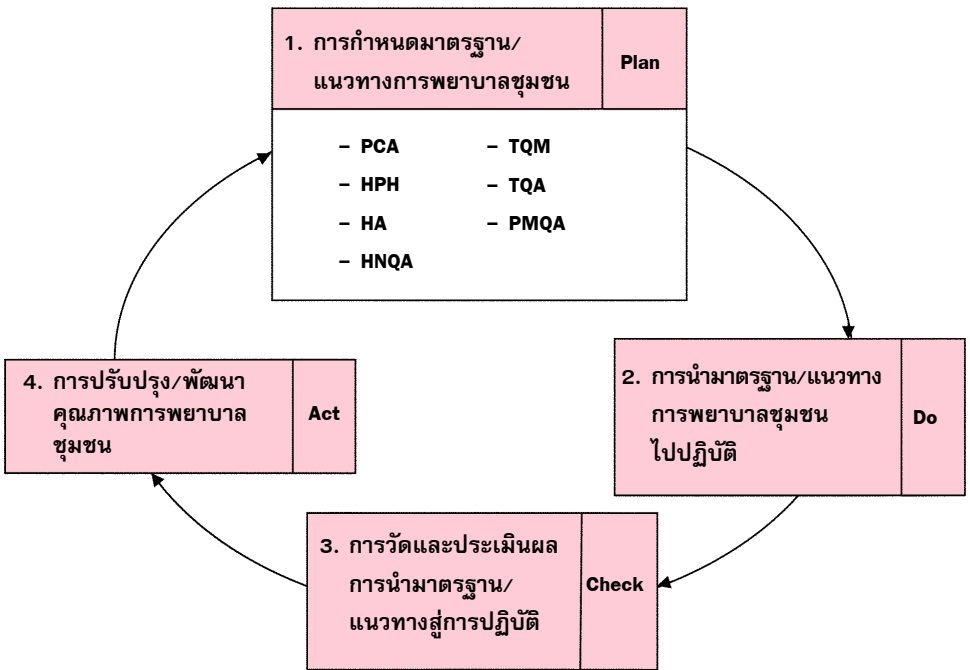 1. การกำหนดมาตรฐาน/
แนวทางการพยาบาลชุมชน
Plan
– PCA
– TQM
– HPH
– TQA
– HA
– PMQA
– HNQA
2. การนำมาตรฐาน/แนวทาง
การพยาบาลชุมชน
ไปปฏิบัติ
Do
3. การวัดและประเมินผล
การนำมาตรฐาน/
แนวทางสู่การปฏิบัติ
Check
4. การปรับปรุง/พัฒนา
คุณภาพการพยาบาล
ชุมชน
Act